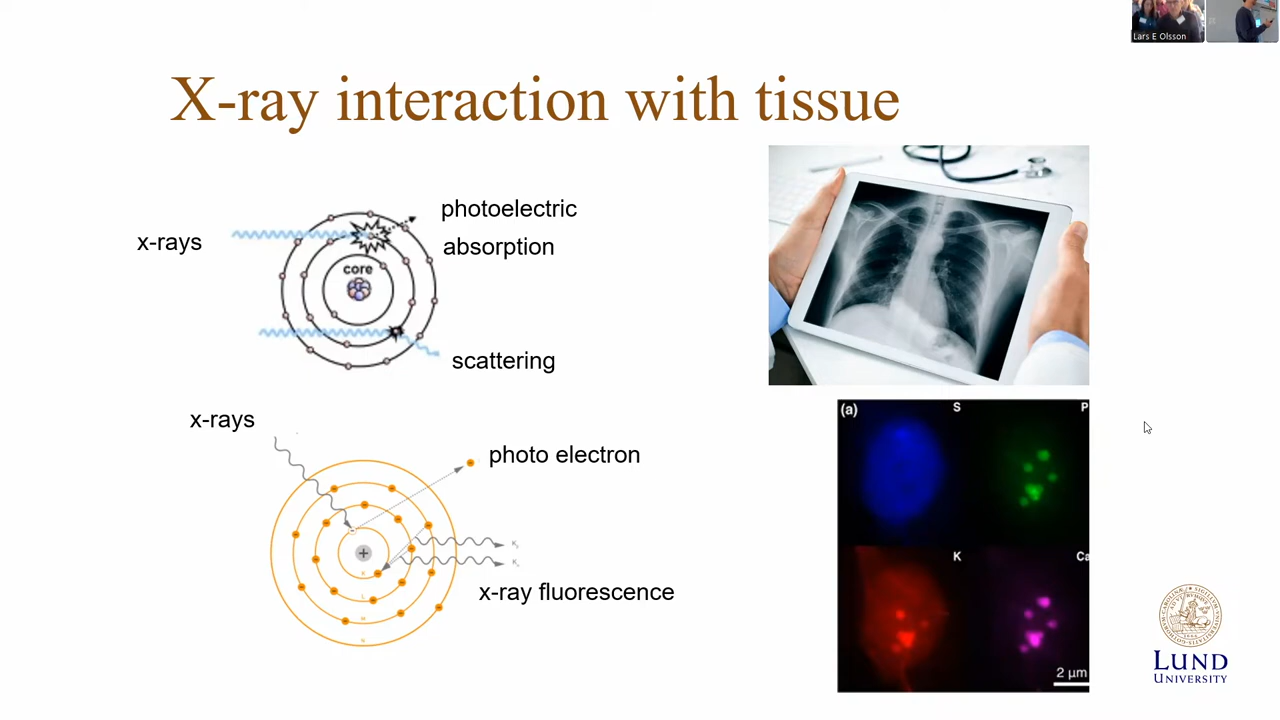 Lars E Olsson
X-ray interaction with tissue
x-rays
photoelectric
absorption
core
scattering
x-rays
photo electron
x-ray fluorescence
K
L
M
N
(a)
S
P
K
Ca
2 μm
LUND
UNIVERSITY